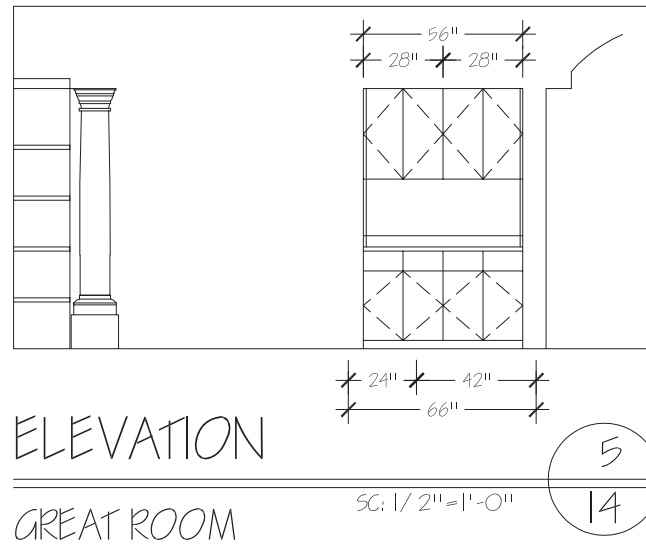 56"
28" 28"
24" 42"
66"
ELEVATION
5
SC: 1/2"=1'-0"
14
GREAT ROOM